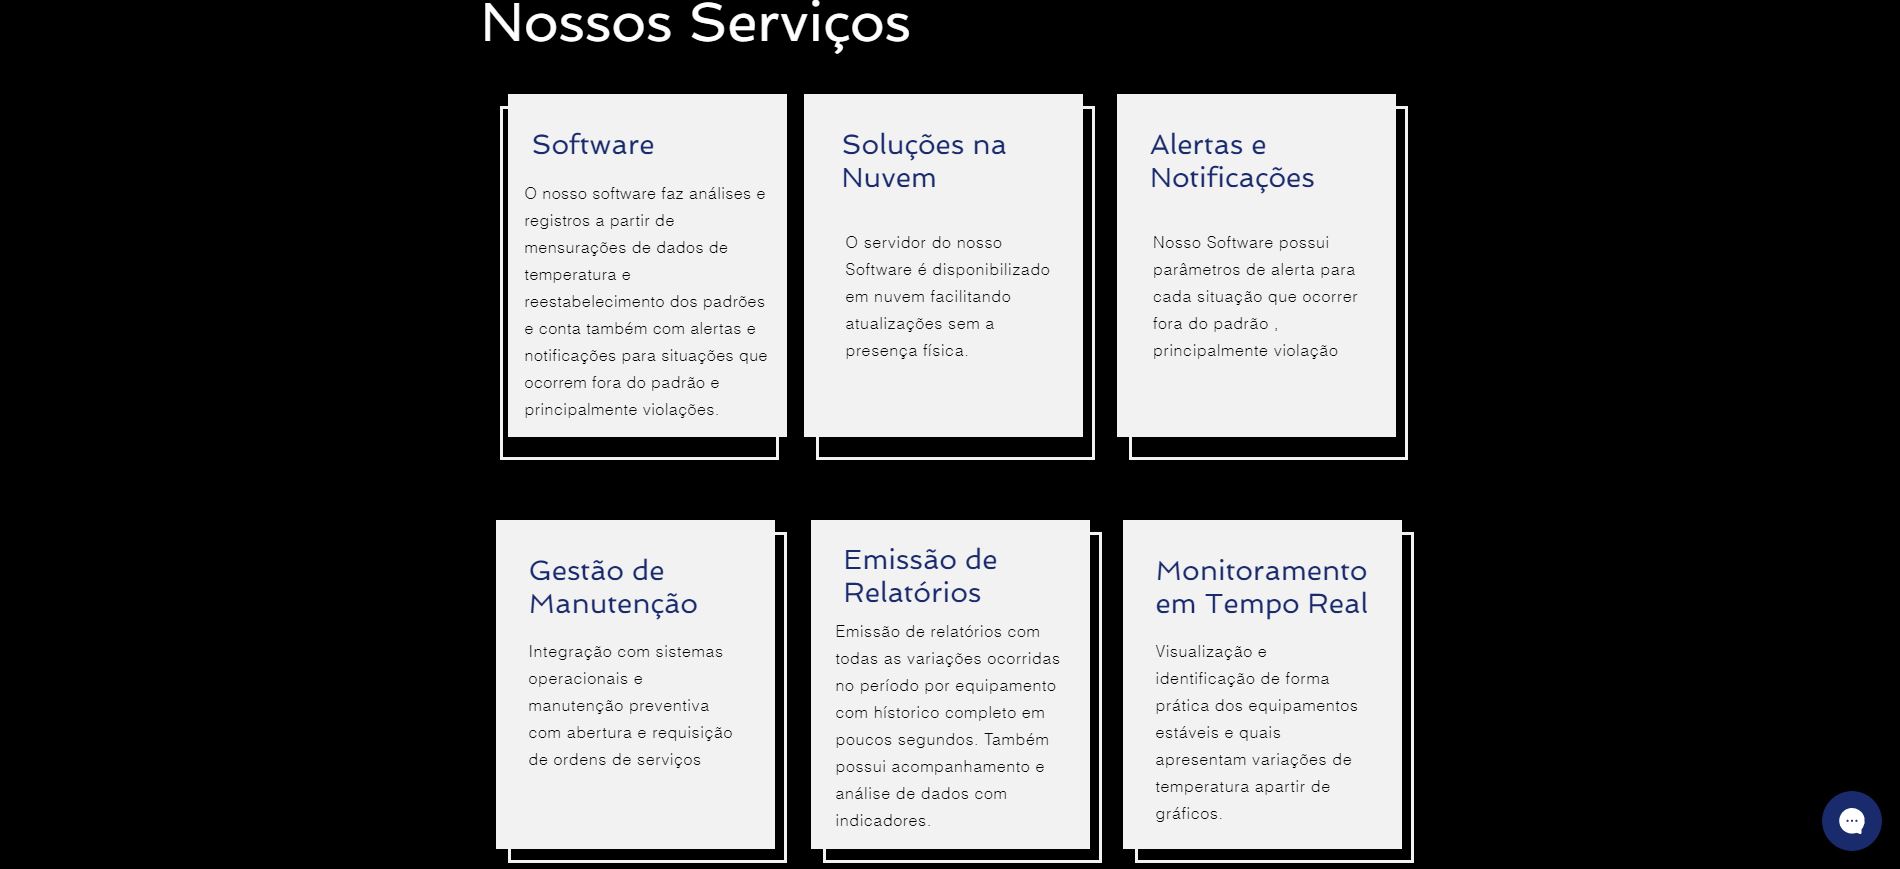 Nossos Serviços
Software
O nosso software faz análises e
registros a partir de
mensurações de dados de
temperatura e
reestabelecimento dos padrões
e conta também com alertas e
notificações para situações que
ocorrem fora do padrão e
principalmente violações.
Soluções na
Nuvem
O servidor do nosso
Software é disponibilizado
em nuvem facilitando
atualizações sem a
presença física.
Alertas e
Notificações
Nosso Software possui
parâmetros de alerta para
cada situação que ocorrer
fora do padrão ,
principalmente violação
Gestão de
Manutenção
Integração com sistemas
operacionais e
manutenção preventiva
com abertura e requisição
de ordens de serviços
Emissão de
Relatórios
Emissão de relatórios com
todas as variações ocorridas
no período por equipamento
com hístorico completo em
poucos segundos. Também
possui acompanhamento e
análise de dados com
indicadores.
Monitoramento
em Tempo Real
Visualização e
identificação de forma
prática dos equipamentos
estáveis e quais
apresentam variações de
temperatura apartir de
gráficos.